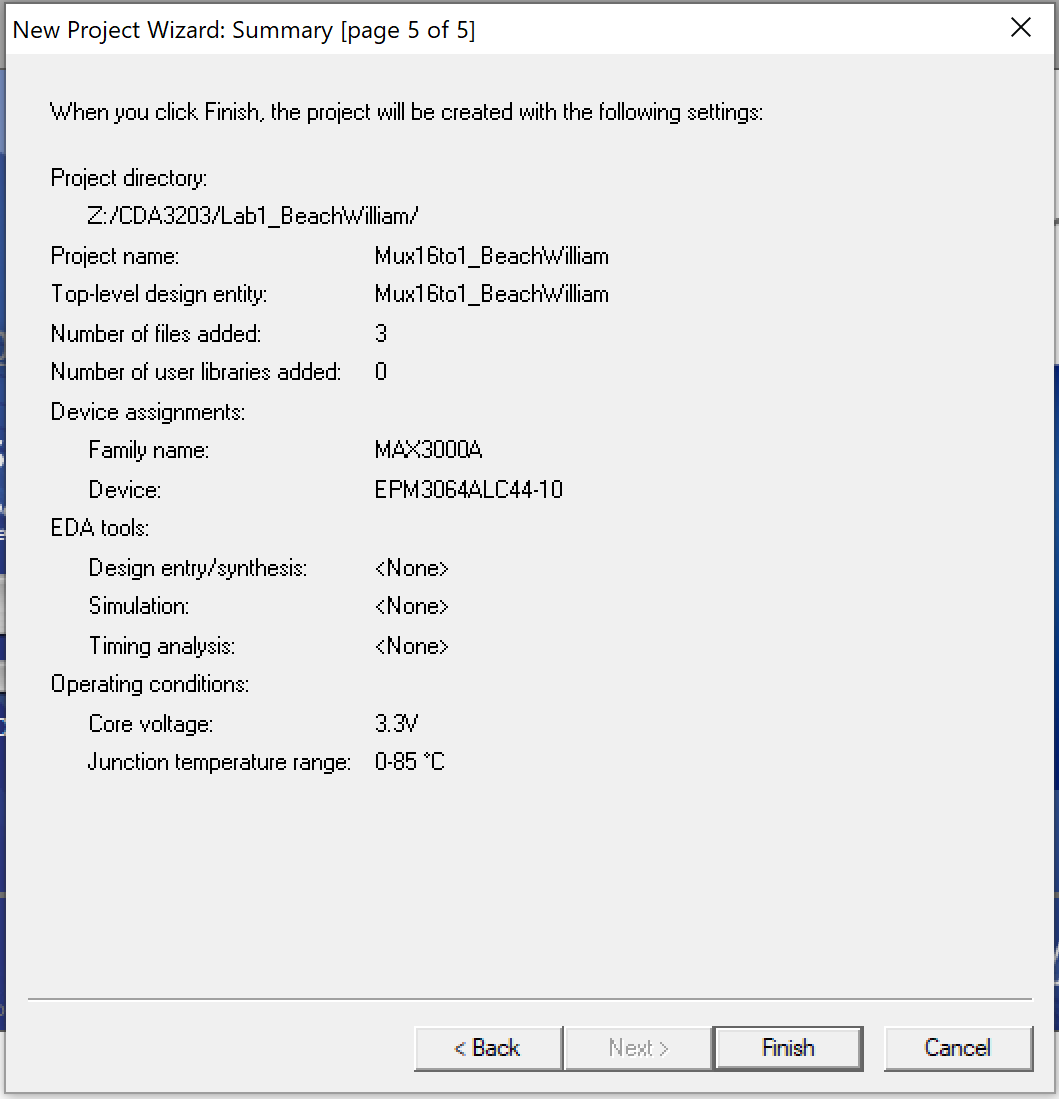 New Project Wizard: Summary [page 5 of 5]
When you click Finish, the project will be created with the following settings:
Project directory:
Z:/CDA3203/Lab1_BeachWilliam/
Project name: Mux16to1_BeachWilliam
Top-level design entity: Mux16to1_BeachWilliam
Number of files added: 3
Number of user libraries added: 0
Device assignments:
Family name: MAX3000A
Device: EPM3064ALC44-10
EDA tools:
Design entry/synthesis: <None>
Simulation: <None>
Timing analysis: <None>
Operating conditions:
Core voltage: 3.3V
Junction temperature range: 0-85 °C
< Back Next > Finish Cancel